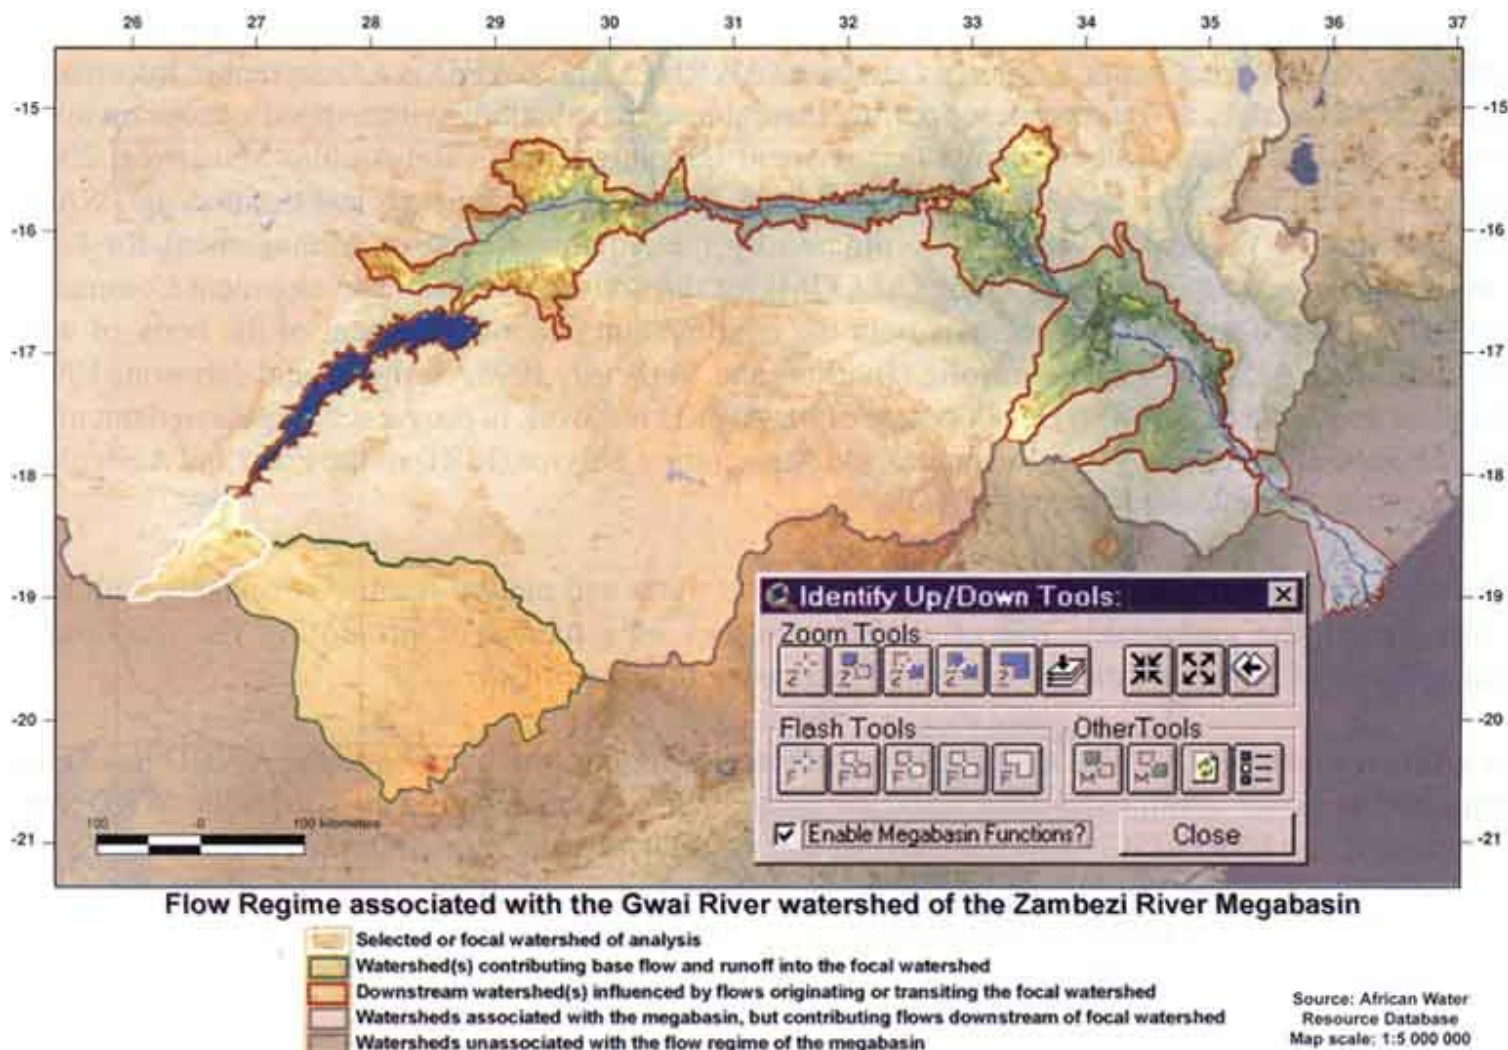 26 27 28 29 30 31 32 33 34 35 36 37
-15 -15
-16 -16
-17 -17
-18 -18
-19 -19
-20 -20
-21 -21
Identify Up/Down Tools:
Zoom Tools
Z Z Z Z Z
Flash Tools
OtherTools
F F F F F
M M
Enable Megabasin Functions?
Close
100 0 100 kilometers
Flow Regime associated with the Gwai River watershed of the Zambezi River Megabasin
Selected or focal watershed of analysis
Watershed(s) contributing base flow and runoff into the focal watershed
Downstream watershed(s) influenced by flows originating or transiting the focal watershed
Watersheds associated with the megabasin, but contributing flows downstream of focal watershed
Watersheds unassociated with the flow regime of the megabasin
Source: African Water
Resource Database
Map scale: 1:5 000 000